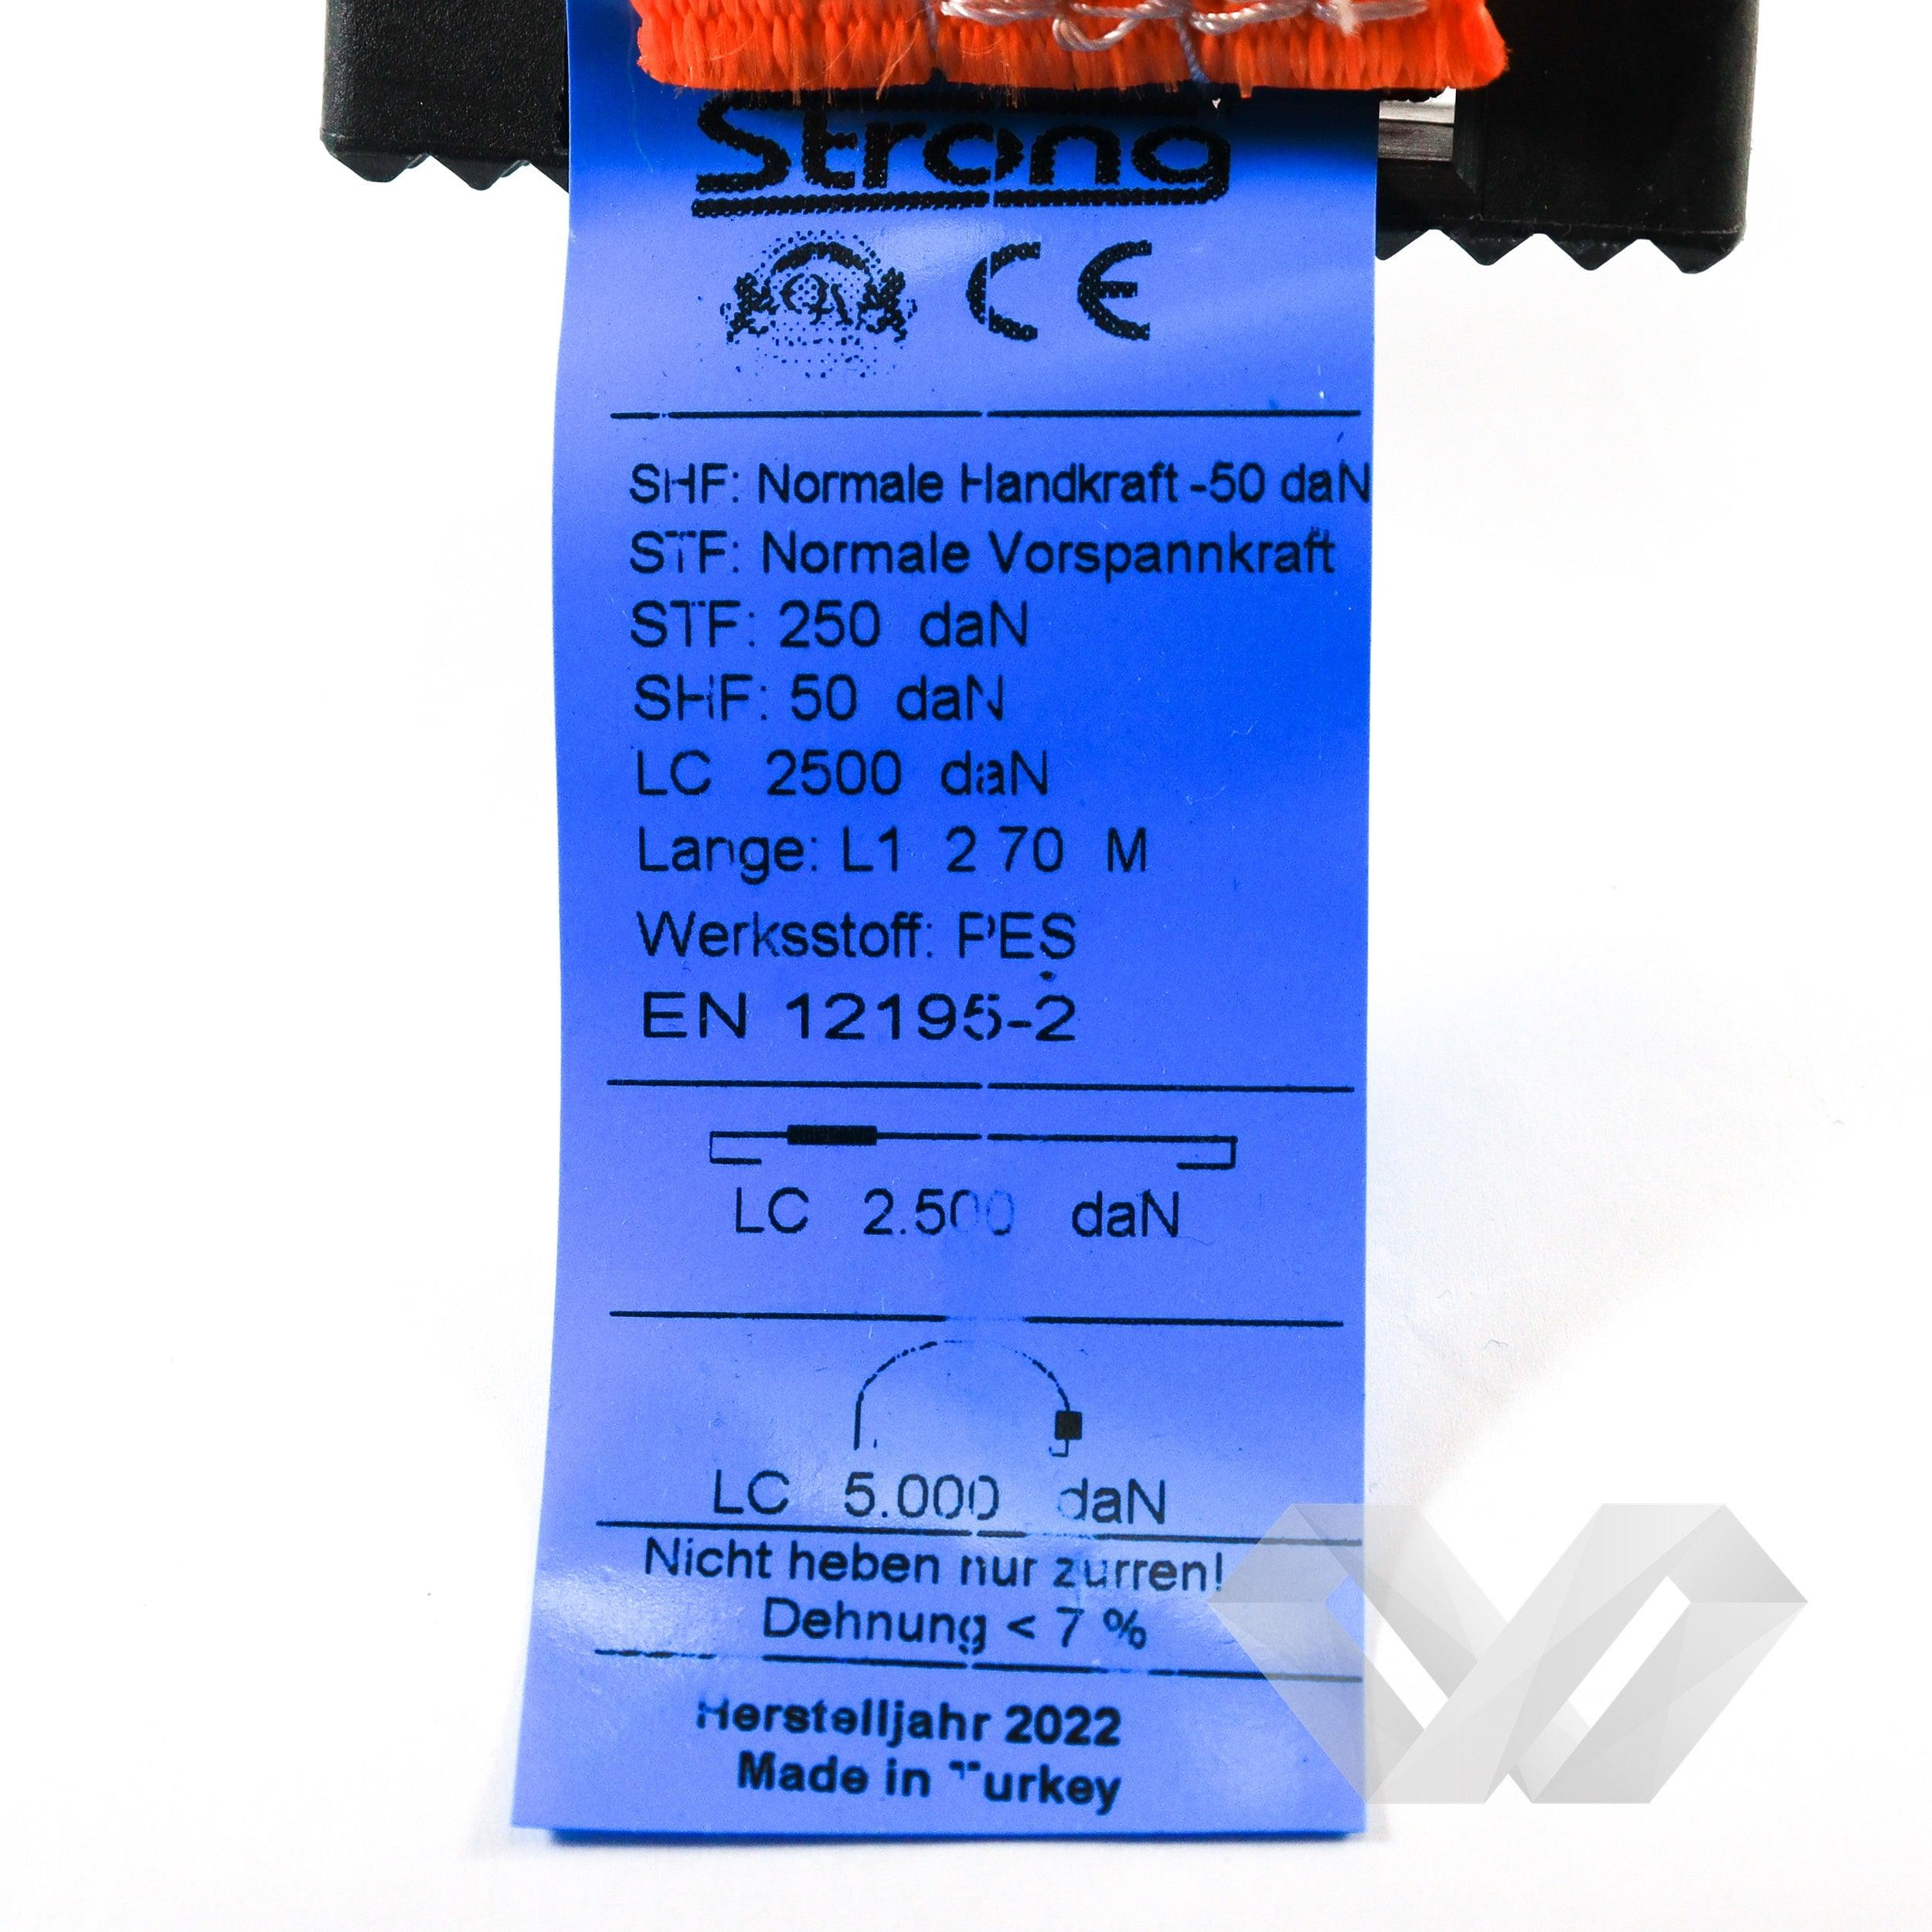 Strong
CE
SHF: Normale Handkraft -50 daN
STF: Normale Vorspannkraft
STF: 250 daN
SHF: 50 daN
LC 2500 daN
Lange: L1 2 70 M
Werksstoff: PES
EN 12195-2
LC 2.500 daN
LC 5.000 daN
Nicht heben nur zurren!
Dehnung < 7 %
Herstelljahr 2022
Made in Turkey